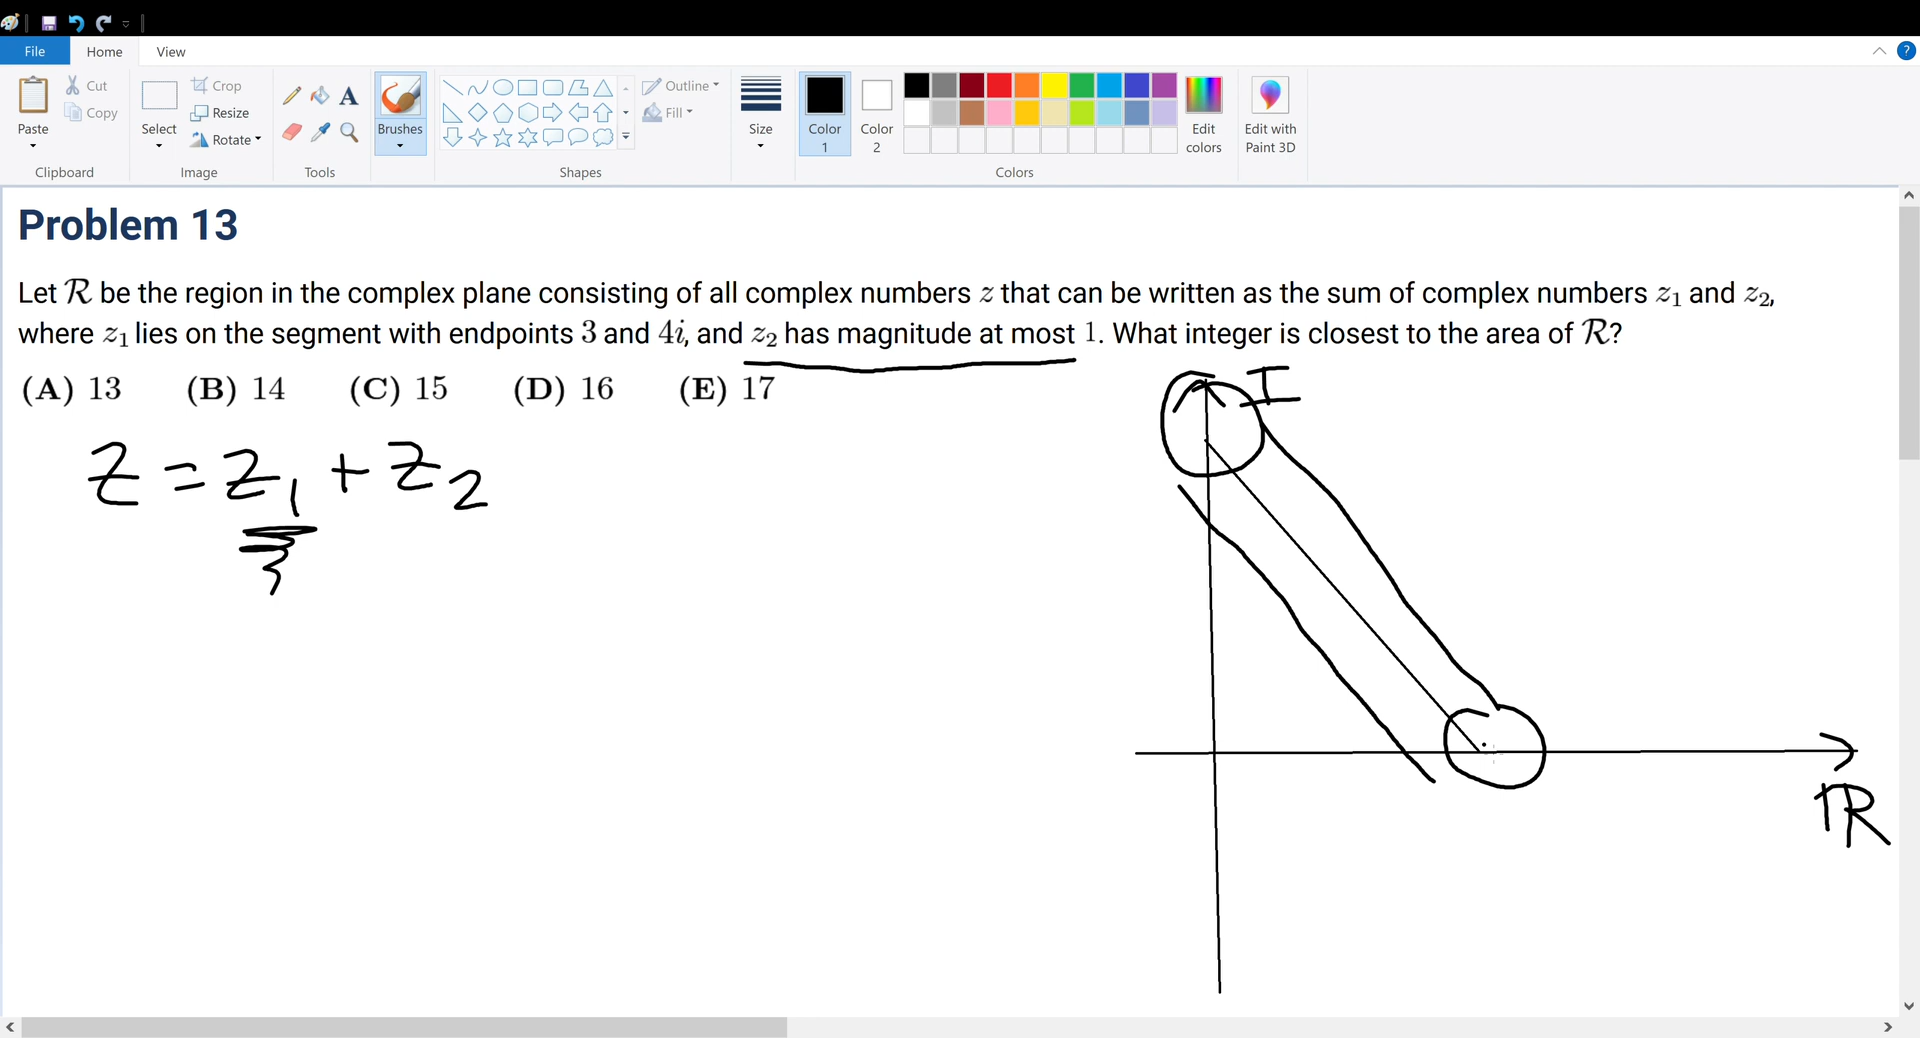 File Home View
Paste Cut Copy Clipboard
Select Crop Resize Rotate Image
A Tools
Brushes
Shapes
Outline Fill
Size
Color 1 Color 2 Edit colors Colors
Edit with Paint 3D
?
Problem 13
Let ℛ be the region in the complex plane consisting of all complex numbers z that can be written as the sum of complex numbers z₁ and z₂,
where z₁ lies on the segment with endpoints 3 and 4i, and z₂ has magnitude at most 1. What integer is closest to the area of ℛ?
(A) 13 (B) 14 (C) 15 (D) 16 (E) 17
I
z = z₁ + z₂
R